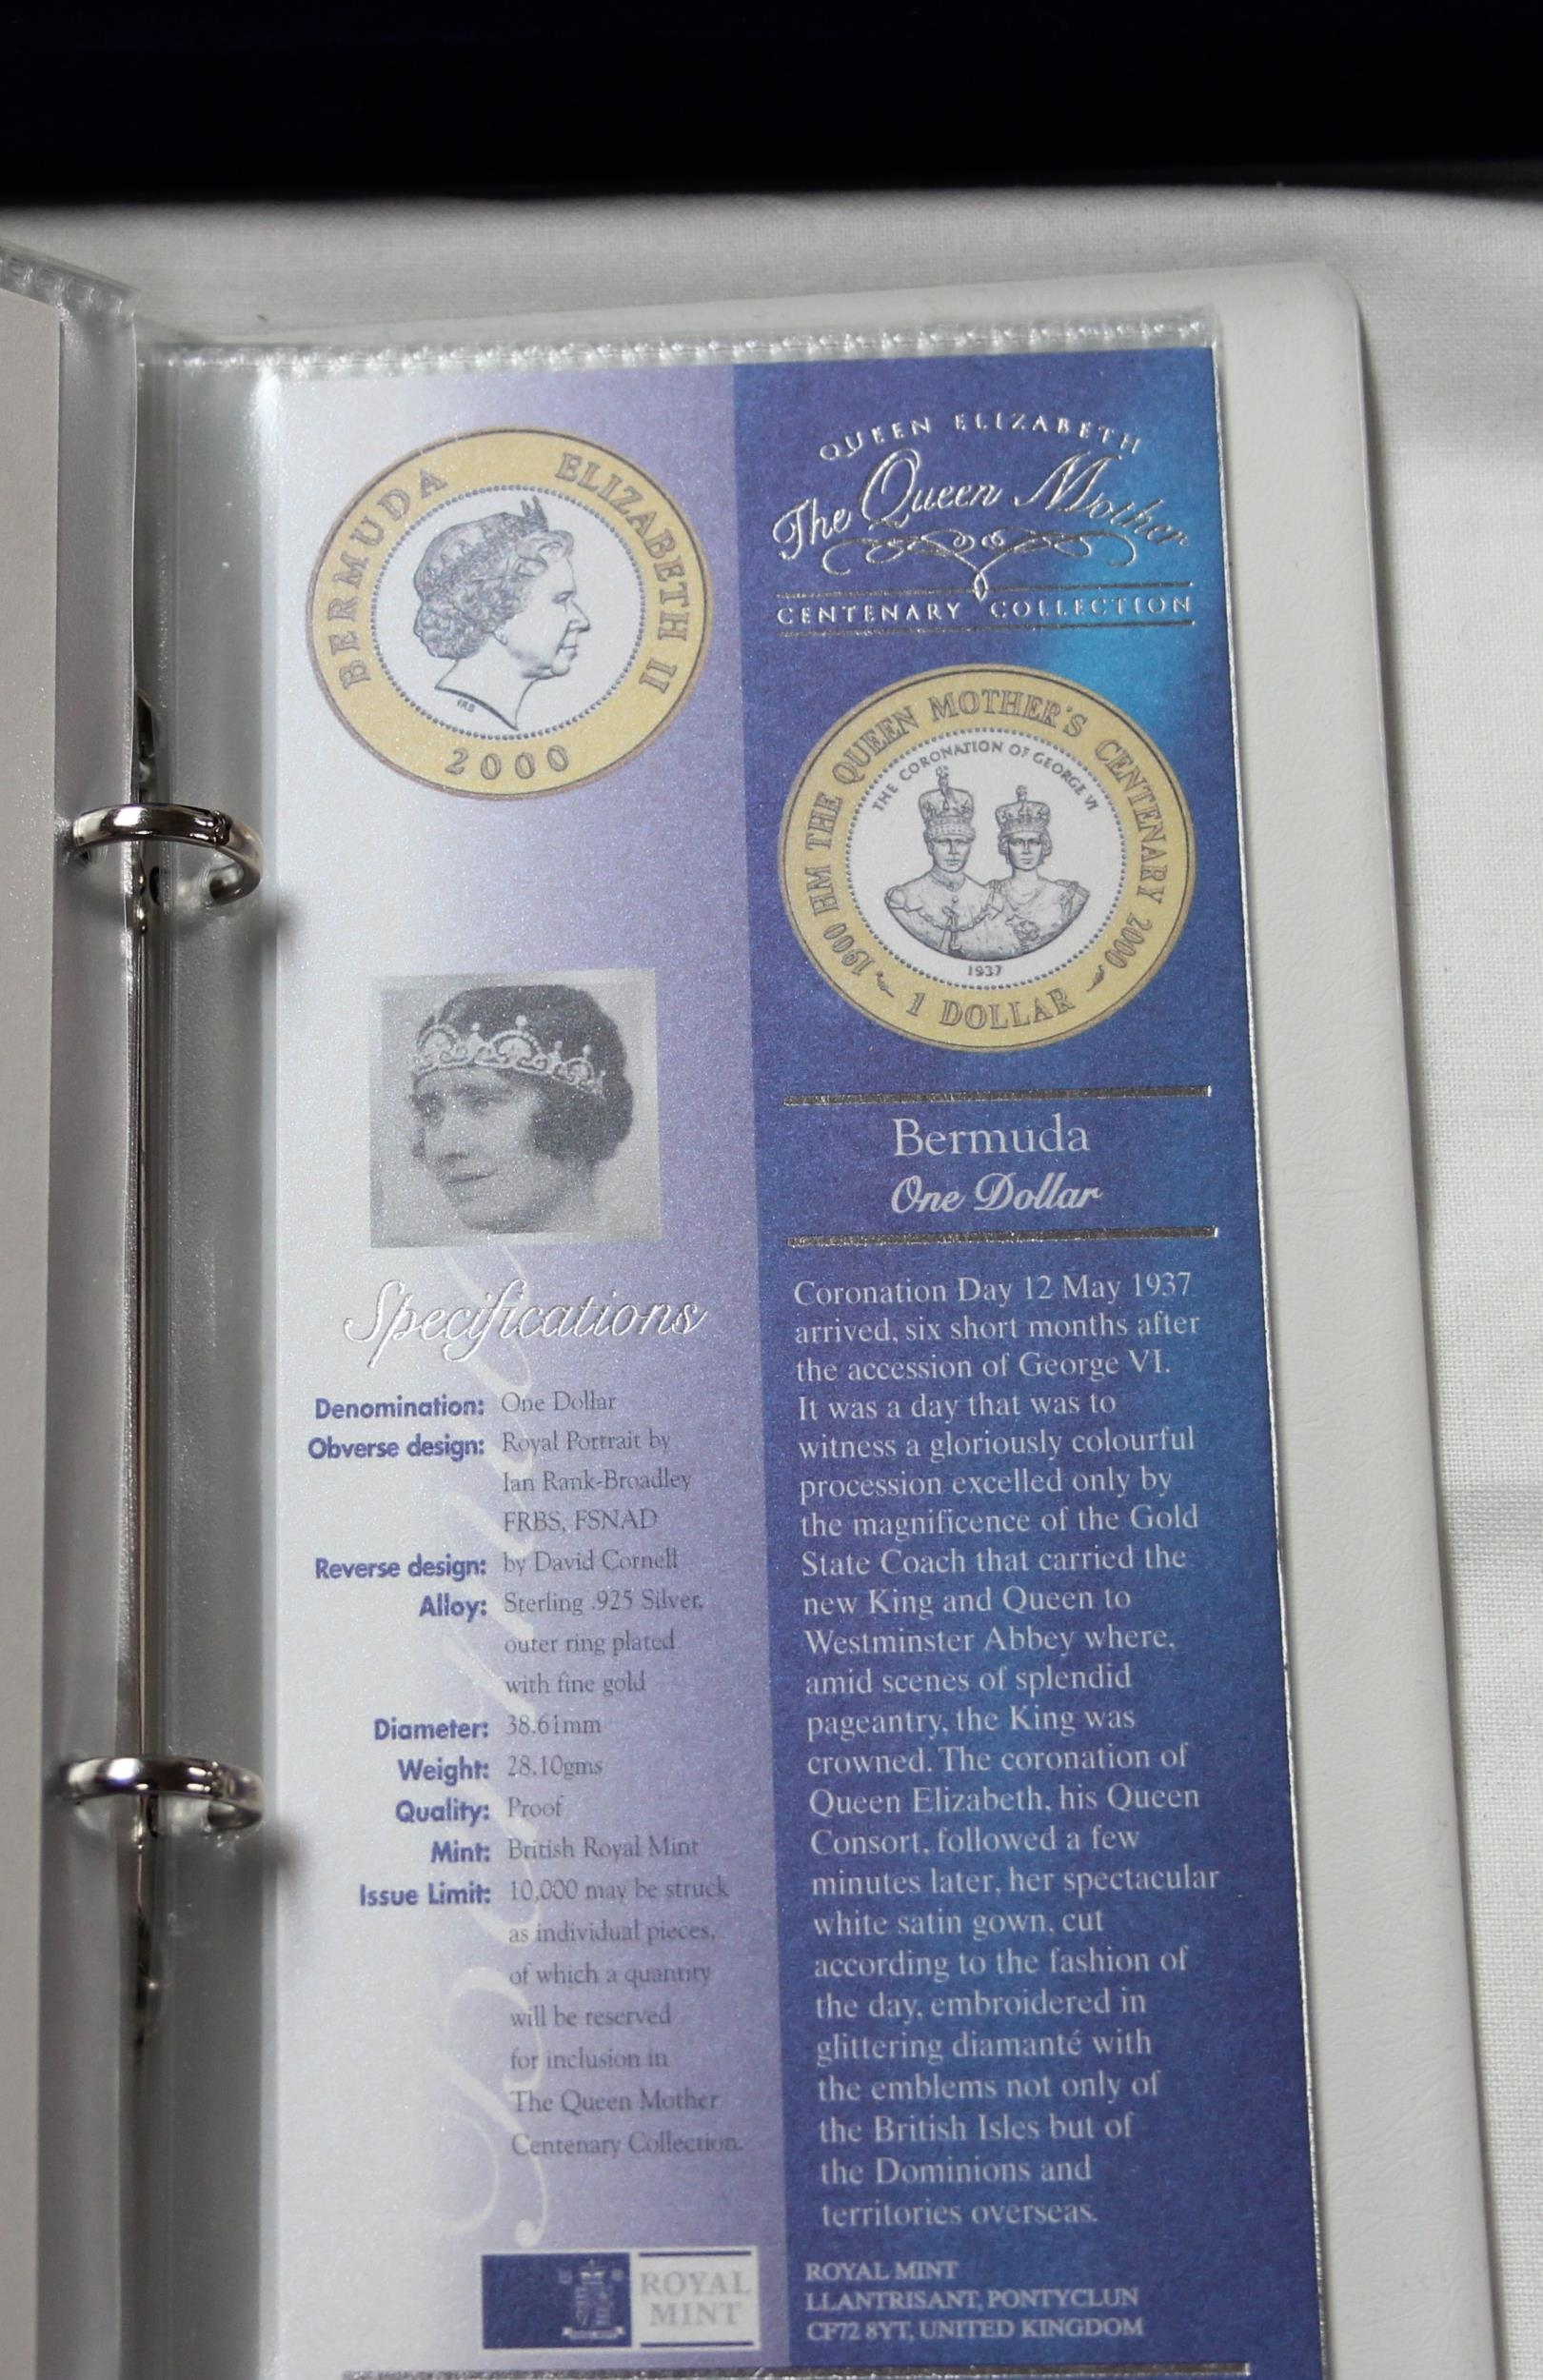 BERMUDA ELIZABETH II
2000
IRB
Specifications
Denomination: One Dollar
Obverse design: Royal Portrait by
Ian Rank-Broadley
FRBS, FSNAD
Reverse design: by David Cornell
Alloy: Sterling .925 Silver,
outer ring plated
with fine gold
Diameter: 38.61mm
Weight: 28.10gms
Quality: Proof
Mint: British Royal Mint
Issue Limit: 10,000 may be struck
as individual pieces,
of which a quantity
will be reserved
for inclusion in
The Queen Mother
Centenary Collection.
Bermuda
ROYAL
MINT
QUEEN ELIZABETH
The Queen Mother
CENTENARY COLLECTION
1900 HM THE QUEEN MOTHER'S CENTENARY 2000
THE CORONATION OF GEORGE VI
1937
1 DOLLAR
Bermuda
One Dollar
Coronation Day 12 May 1937
arrived, six short months after
the accession of George VI.
It was a day that was to
witness a gloriously colourful
procession excelled only by
the magnificence of the Gold
State Coach that carried the
new King and Queen to
Westminster Abbey where,
amid scenes of splendid
pageantry, the King was
crowned. The coronation of
Queen Elizabeth, his Queen
Consort, followed a few
minutes later, her spectacular
white satin gown, cut
according to the fashion of
the day, embroidered in
glittering diamanté with
the emblems not only of
the British Isles but of
the Dominions and
territories overseas.
ROYAL MINT
LLANTRISANT, PONTYCLUN
CF72 8YT, UNITED KINGDOM